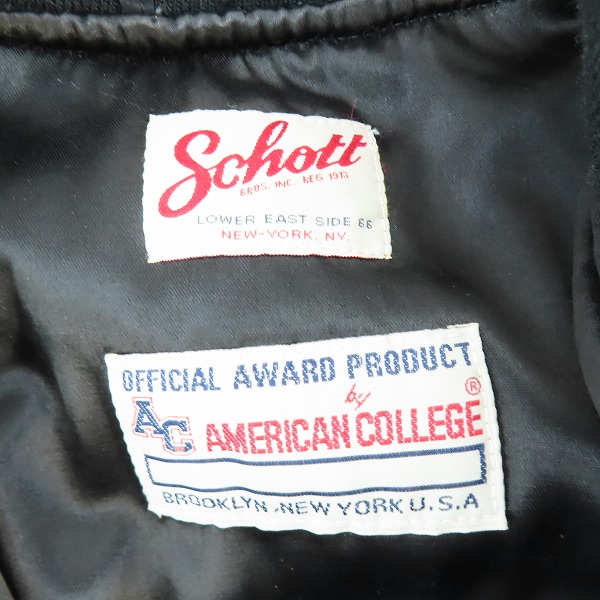 Schott
BROS. INC. REG 1913
LOWER EAST SIDE 66
NEW-YORK. NY.
OFFICIAL AWARD PRODUCT
by
AC AMERICAN COLLEGE ®
BROOKLYN, NEW YORK U.S.A